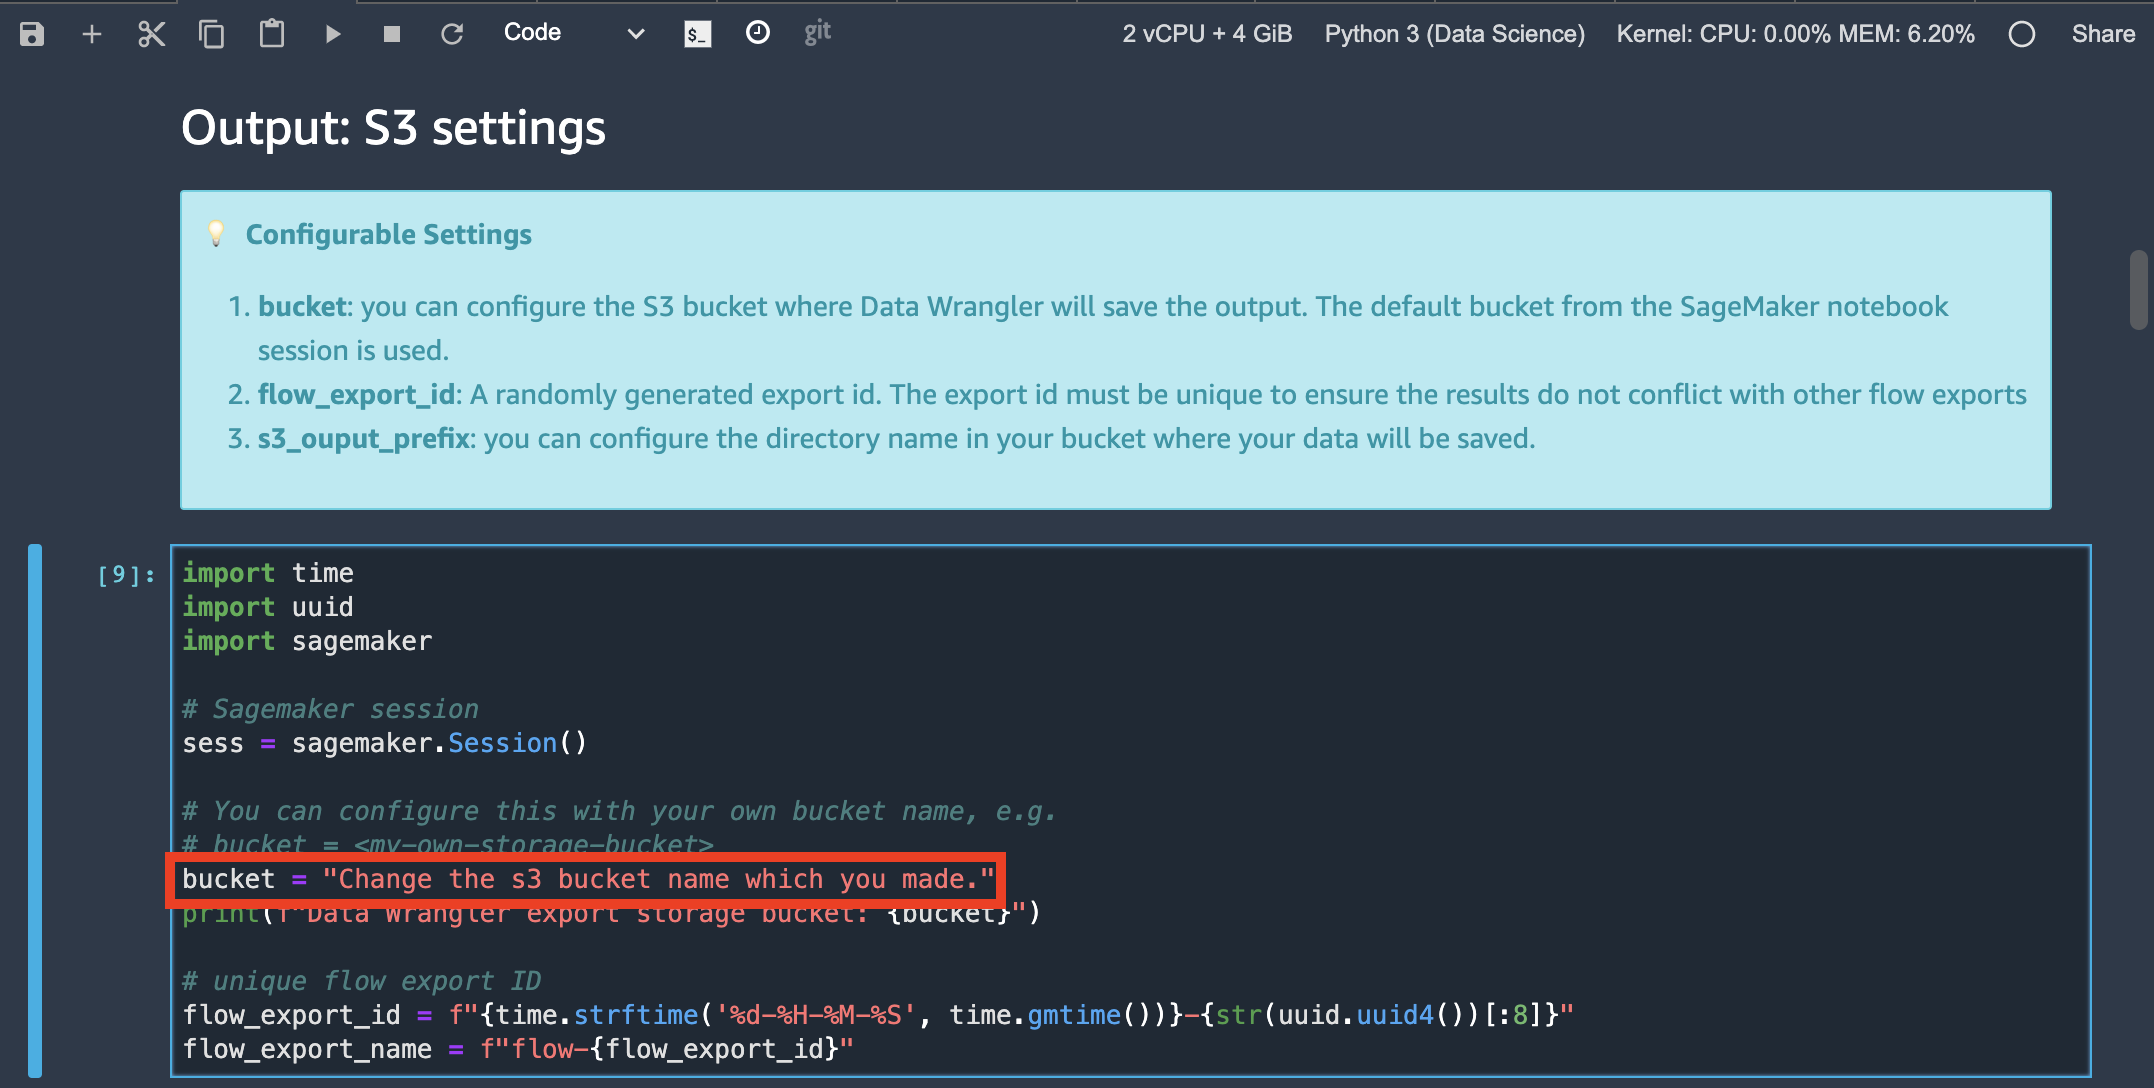 Code
$_
git
2 vCPU + 4 GiB
Python 3 (Data Science)
Kernel: CPU: 0.00% MEM: 6.20%
Share
Output: S3 settings
Configurable Settings
1. bucket: you can configure the S3 bucket where Data Wrangler will save the output. The default bucket from the SageMaker notebook
session is used.
2. flow_export_id: A randomly generated export id. The export id must be unique to ensure the results do not conflict with other flow exports
3. s3_ouput_prefix: you can configure the directory name in your bucket where your data will be saved.
[9]:
import time
import uuid
import sagemaker
# Sagemaker session
sess = sagemaker.Session()
# You can configure this with your own bucket name, e.g.
# bucket = <my-own-storage-bucket>
bucket = "Change the s3 bucket name which you made."
print(f"Data Wrangler export storage bucket: {bucket}")
# unique flow export ID
flow_export_id = f"{time.strftime('%d-%H-%M-%S', time.gmtime())}-{str(uuid.uuid4())[:8]}"
flow_export_name = f"flow-{flow_export_id}"